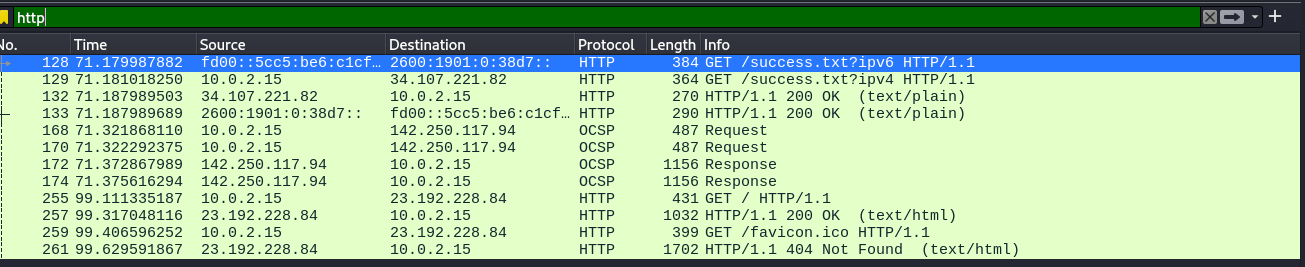 http
No. Time Source Destination Protocol Length Info
128 71.179987882 fd00::5cc5:be6:c1cf… 2600:1901:0:38d7:: HTTP 384 GET /success.txt?ipv6 HTTP/1.1
129 71.181018250 10.0.2.15 34.107.221.82 HTTP 364 GET /success.txt?ipv4 HTTP/1.1
132 71.187989503 34.107.221.82 10.0.2.15 HTTP 270 HTTP/1.1 200 OK (text/plain)
133 71.187989689 2600:1901:0:38d7:: fd00::5cc5:be6:c1cf… HTTP 290 HTTP/1.1 200 OK (text/plain)
168 71.321868110 10.0.2.15 142.250.117.94 OCSP 487 Request
170 71.322292375 10.0.2.15 142.250.117.94 OCSP 487 Request
172 71.372867989 142.250.117.94 10.0.2.15 OCSP 1156 Response
174 71.375616294 142.250.117.94 10.0.2.15 OCSP 1156 Response
255 99.111335187 10.0.2.15 23.192.228.84 HTTP 431 GET / HTTP/1.1
257 99.317048116 23.192.228.84 10.0.2.15 HTTP 1032 HTTP/1.1 200 OK (text/html)
259 99.406596252 10.0.2.15 23.192.228.84 HTTP 399 GET /favicon.ico HTTP/1.1
261 99.629591867 23.192.228.84 10.0.2.15 HTTP 1702 HTTP/1.1 404 Not Found (text/html)